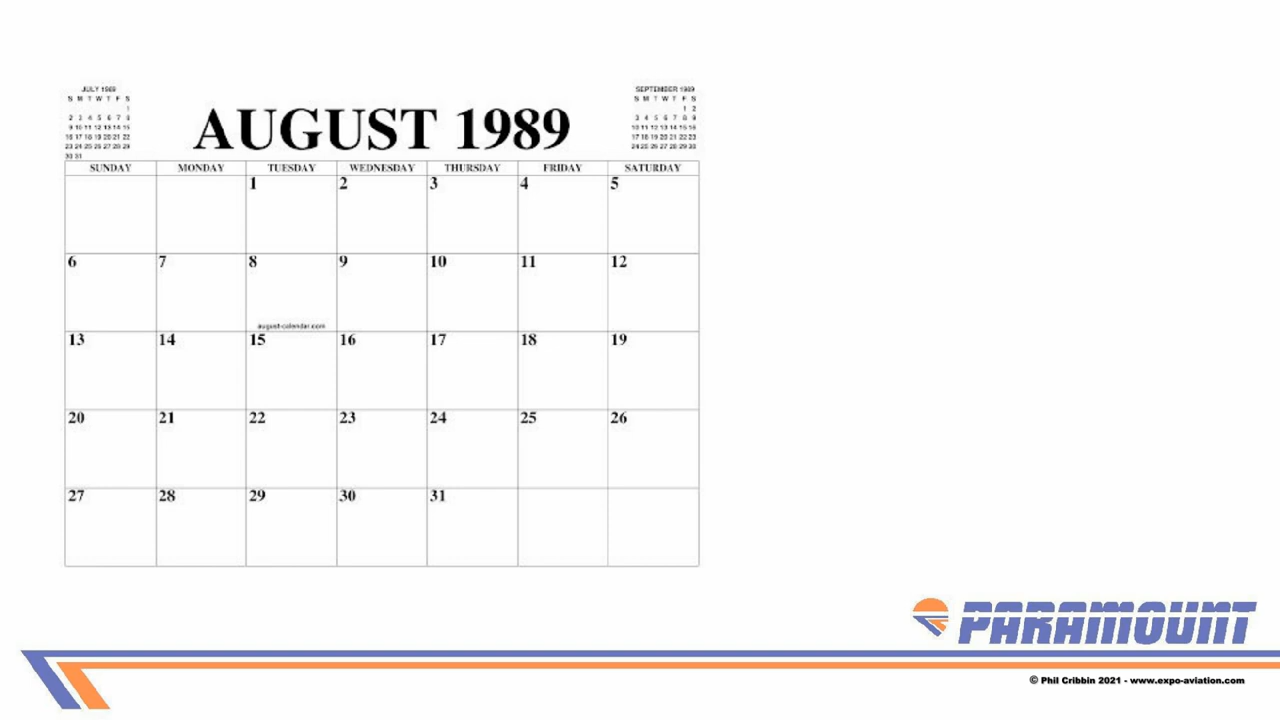 JULY 1989
S M T W T F S
1
2 3 4 5 6 7 8
9 10 11 12 13 14 15
16 17 18 19 20 21 22
23 24 25 26 27 28 29
30 31
AUGUST 1989
SEPTEMBER 1989
S M T W T F S
1 2
3 4 5 6 7 8 9
10 11 12 13 14 15 16
17 18 19 20 21 22 23
24 25 26 27 28 29 30
SUNDAY MONDAY TUESDAY WEDNESDAY THURSDAY FRIDAY SATURDAY
1 2 3 4 5
6 7 8 9 10 11 12
august-calendar.com
13 14 15 16 17 18 19
20 21 22 23 24 25 26
27 28 29 30 31
PARAMOUNT
© Phil Cribbin 2021 - www.expo-aviation.com